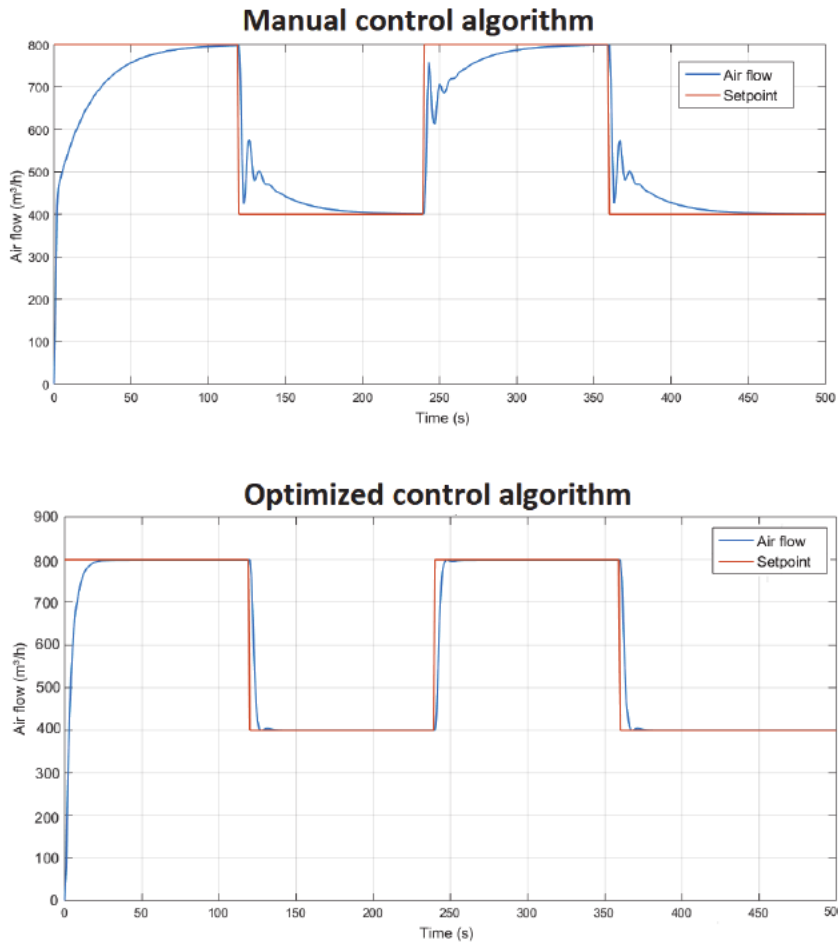 Manual control algorithm
800
700
600
500
400
300
200
100
0
Air flow (m³/h)
Air flow
Setpoint
0 50 100 150 200 250 300 350 400 450 500
Time (s)
Optimized control algorithm
900
800
700
600
500
400
300
200
100
0
Air flow (m³/h)
Air flow
Setpoint
0 50 100 150 200 250 300 350 400 450 500
Time (s)